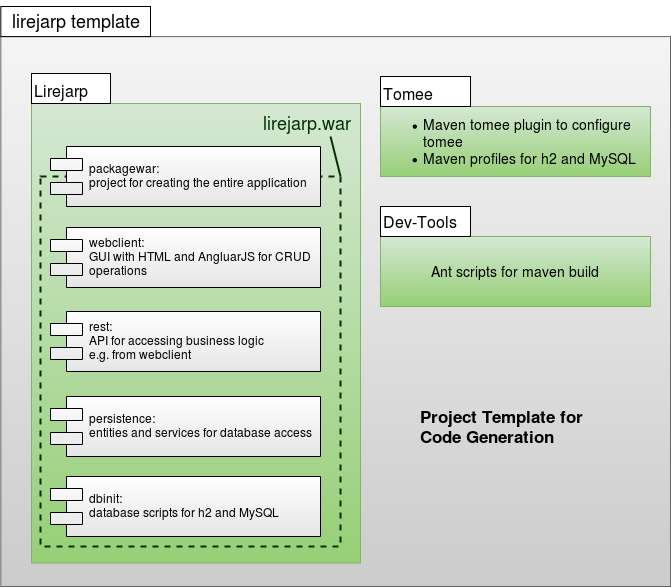 lirejarp template
Lirejarp
lirejarp.war
packagewar:
project for creating the entire application
webclient:
GUI with HTML and AngluarJS for CRUD
operations
rest:
API for accessing business logic
e.g. from webclient
persistence:
entities and services for database access
dbinit:
database scripts for h2 and MySQL
Tomee
• Maven tomee plugin to configure
tomee
• Maven profiles for h2 and MySQL
Dev-Tools
Ant scripts for maven build
Project Template for
Code Generation